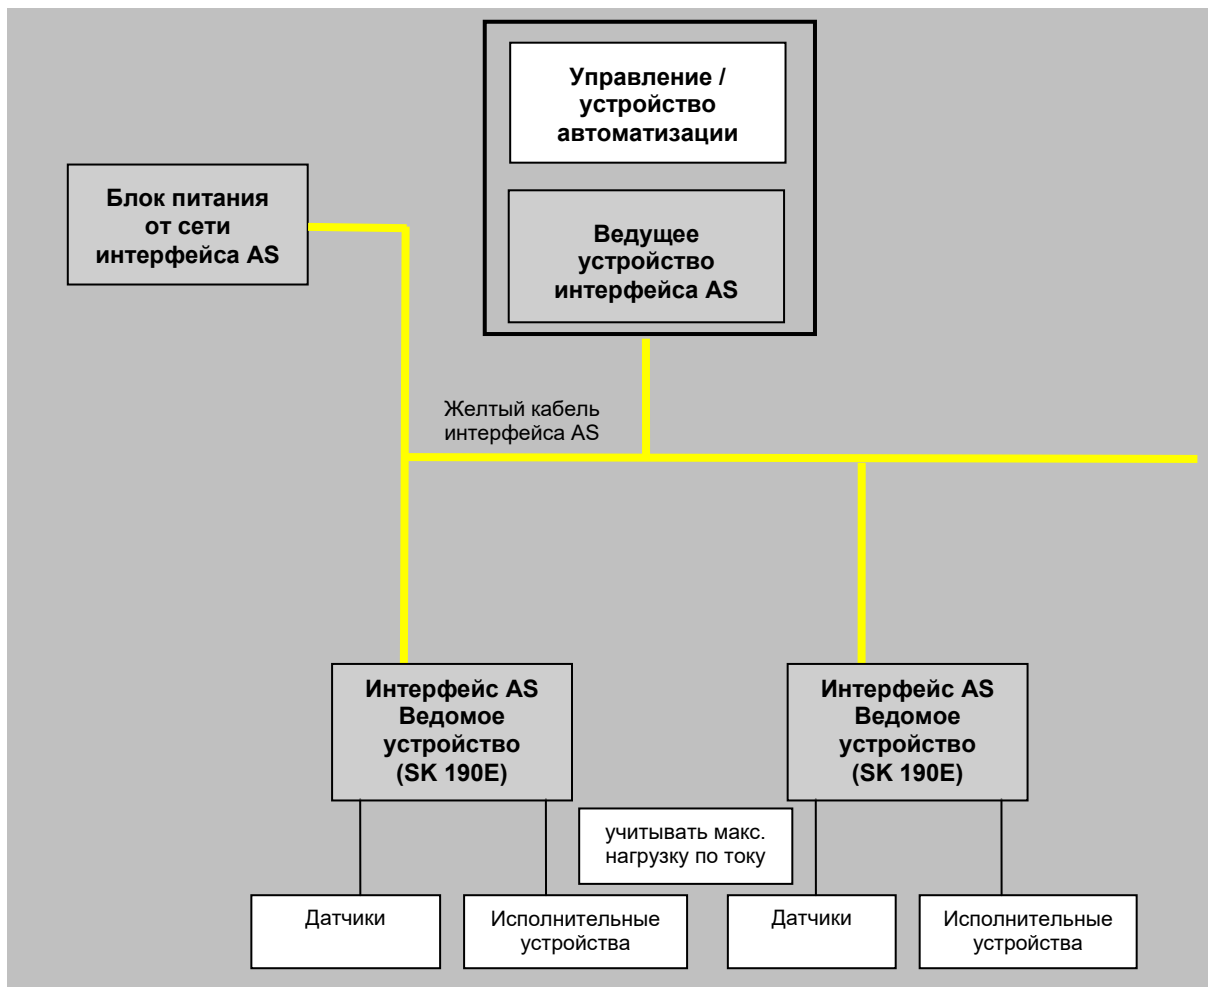 Управление /
устройство
автоматизации
Блок питания
от сети
интерфейса AS
Ведущее
устройство
интерфейса AS
Желтый кабель
интерфейса AS
Интерфейс AS
Ведомое
устройство
(SK 190E)
Интерфейс AS
Ведомое
устройство
(SK 190E)
учитывать макс.
нагрузку по току
Датчики
Исполнительные
устройства
Датчики
Исполнительные
устройства